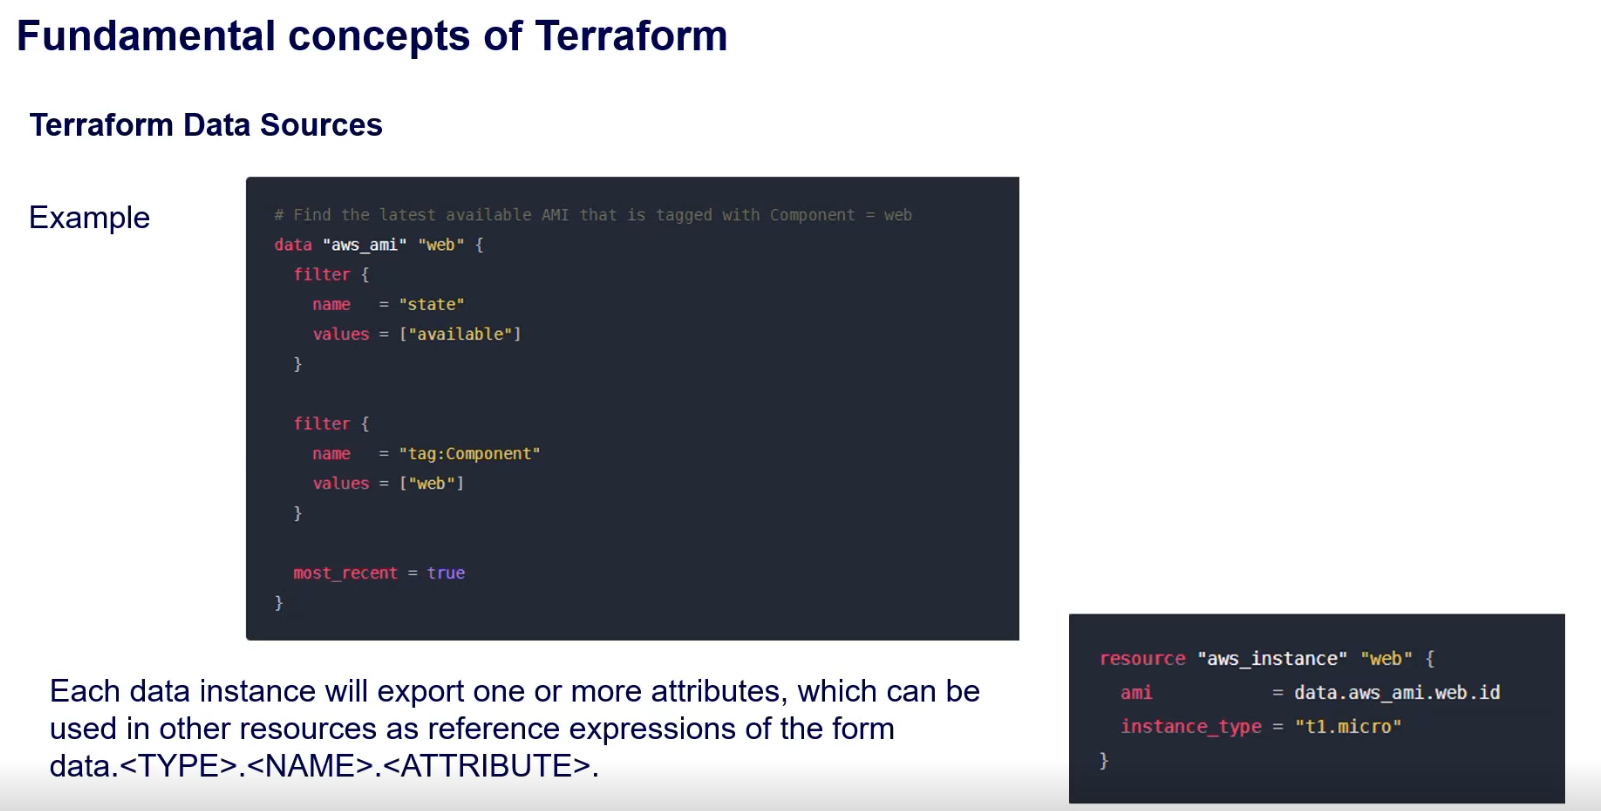 Fundamental concepts of Terraform
Terraform Data Sources
Example
# Find the latest available AMI that is tagged with Component = web
data "aws_ami" "web" {
  filter {
    name   = "state"
    values = ["available"]
  }

  filter {
    name   = "tag:Component"
    values = ["web"]
  }

  most_recent = true
}
Each data instance will export one or more attributes, which can be
used in other resources as reference expressions of the form
data.<TYPE>.<NAME>.<ATTRIBUTE>.
resource "aws_instance" "web" {
  ami           = data.aws_ami.web.id
  instance_type = "t1.micro"
}